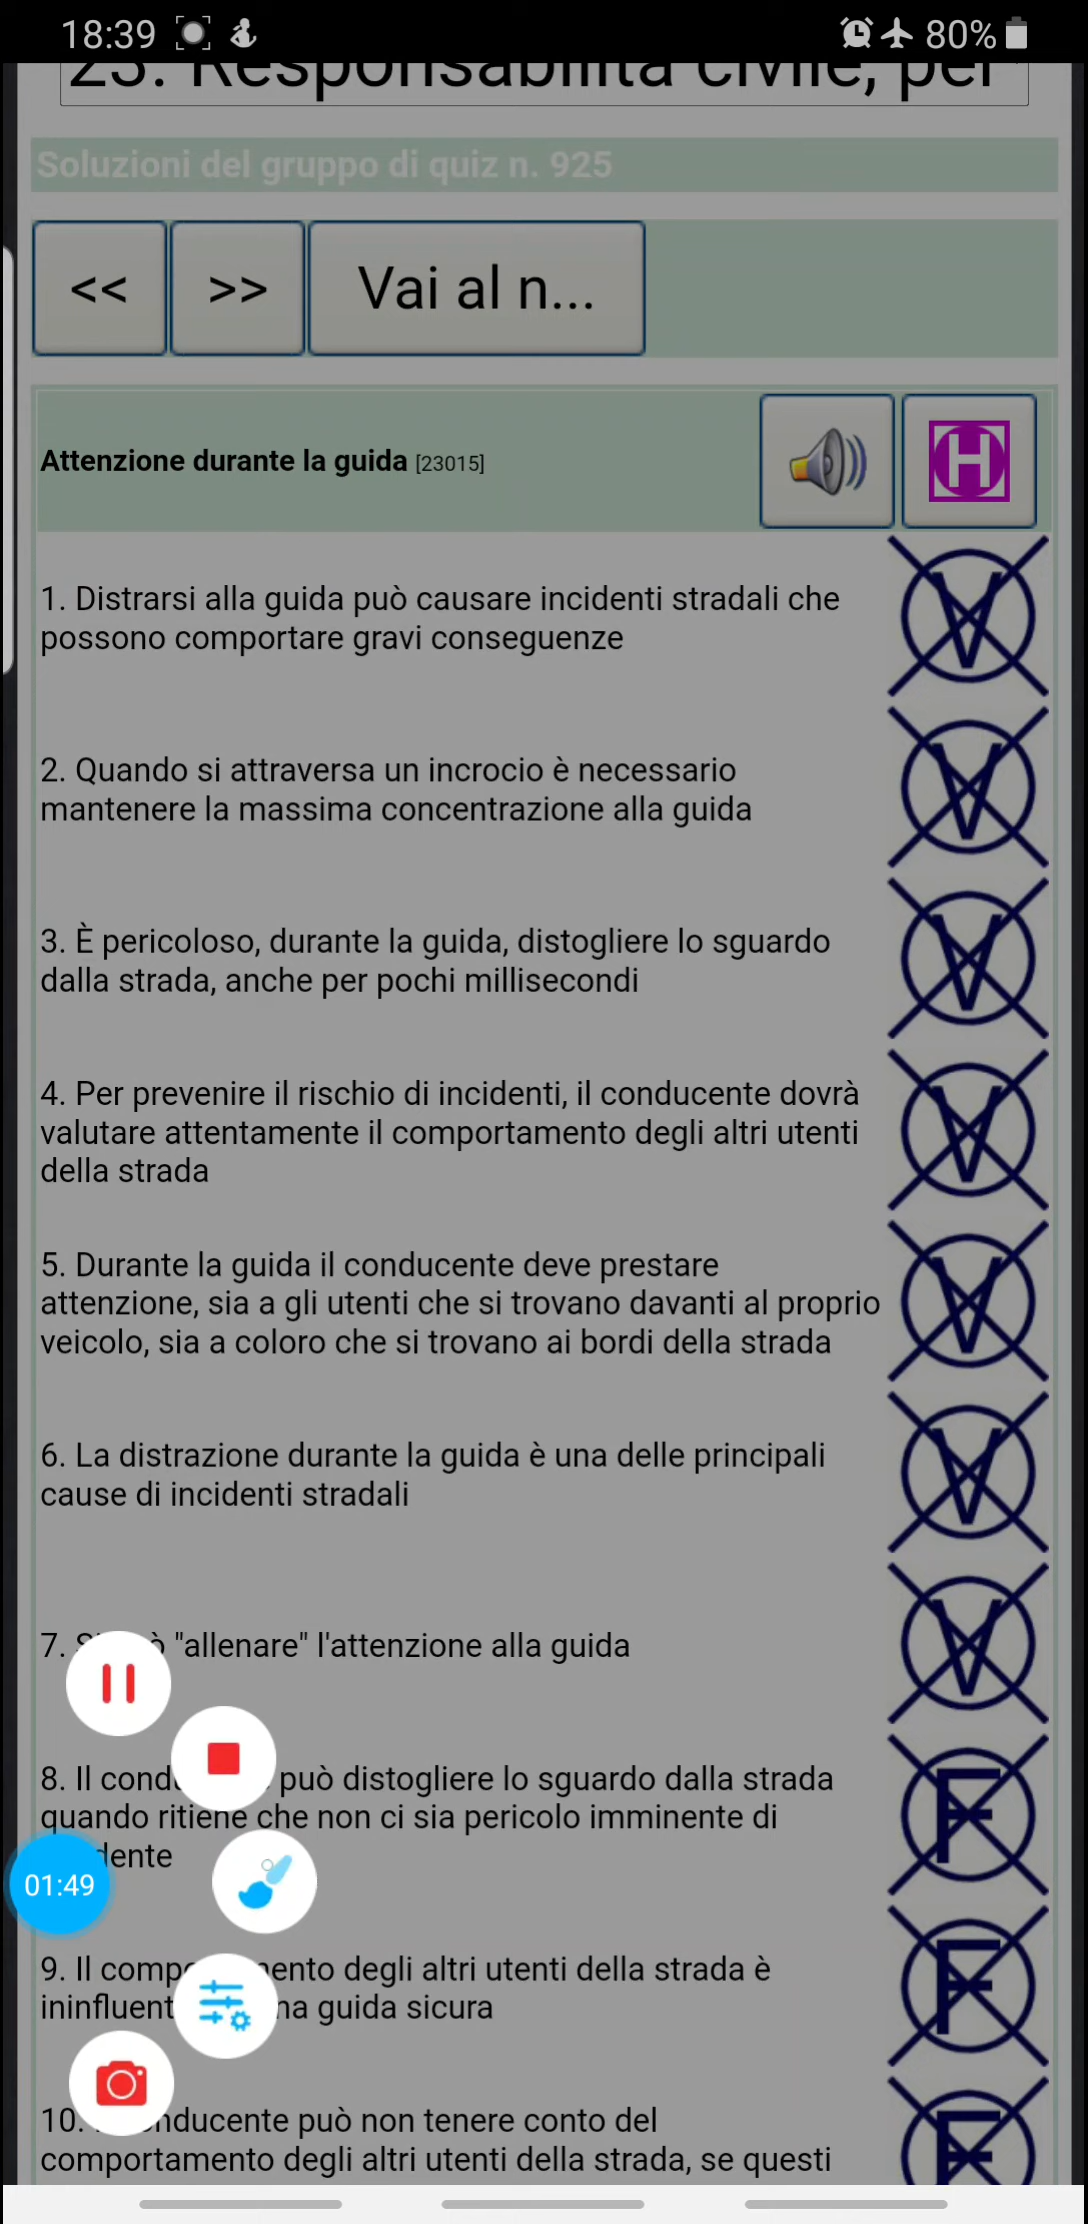 18:39 80%
23. Responsabilità civile, per
Soluzioni del gruppo di quiz n. 925
<< >> Vai al n...
Attenzione durante la guida [23015]
H
1. Distrarsi alla guida può causare incidenti stradali che
possono comportare gravi conseguenze
V
2. Quando si attraversa un incrocio è necessario
mantenere la massima concentrazione alla guida
V
3. È pericoloso, durante la guida, distogliere lo sguardo
dalla strada, anche per pochi millisecondi
V
4. Per prevenire il rischio di incidenti, il conducente dovrà
valutare attentamente il comportamento degli altri utenti
della strada
V
5. Durante la guida il conducente deve prestare
attenzione, sia a gli utenti che si trovano davanti al proprio
veicolo, sia a coloro che si trovano ai bordi della strada
V
6. La distrazione durante la guida è una delle principali
cause di incidenti stradali
V
7. "allenare" l'attenzione alla guida
V
8. Il può distogliere lo sguardo dalla strada
quando ritiene che non ci sia pericolo imminente di
F
01:49
9. Il degli altri utenti della strada è
guida sicura
F
10. può non tenere conto del
comportamento degli altri utenti della strada, se questi
F